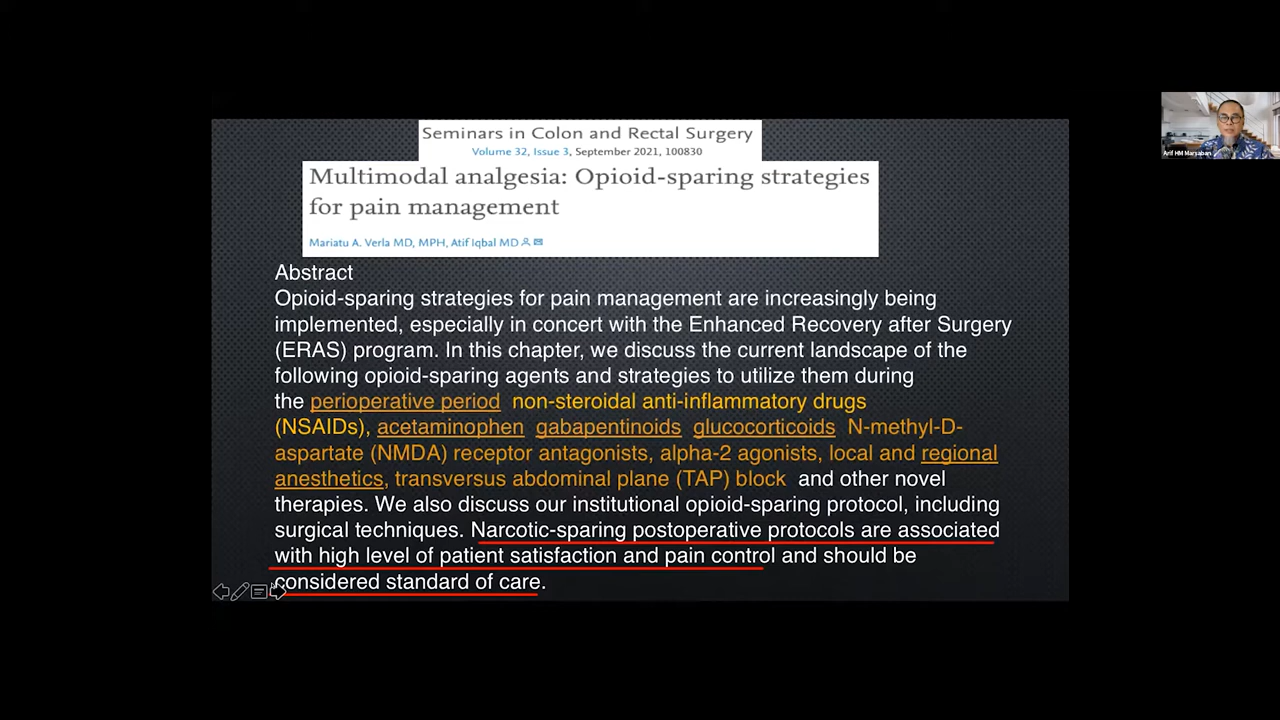 Seminars in Colon and Rectal Surgery
Volume 32, Issue 3, September 2021, 100830
Multimodal analgesia: Opioid-sparing strategies
for pain management
Mariatu A. Verla MD, MPH, Atif Iqbal MD
Abstract
Opioid-sparing strategies for pain management are increasingly being
implemented, especially in concert with the Enhanced Recovery after Surgery
(ERAS) program. In this chapter, we discuss the current landscape of the
following opioid-sparing agents and strategies to utilize them during
the perioperative period non-steroidal anti-inflammatory drugs
(NSAIDs), acetaminophen gabapentinoids glucocorticoids N-methyl-D-
aspartate (NMDA) receptor antagonists, alpha-2 agonists, local and regional
anesthetics, transversus abdominal plane (TAP) block and other novel
therapies. We also discuss our institutional opioid-sparing protocol, including
surgical techniques. Narcotic-sparing postoperative protocols are associated
with high level of patient satisfaction and pain control and should be
considered standard of care.
Arif HM Marsaban